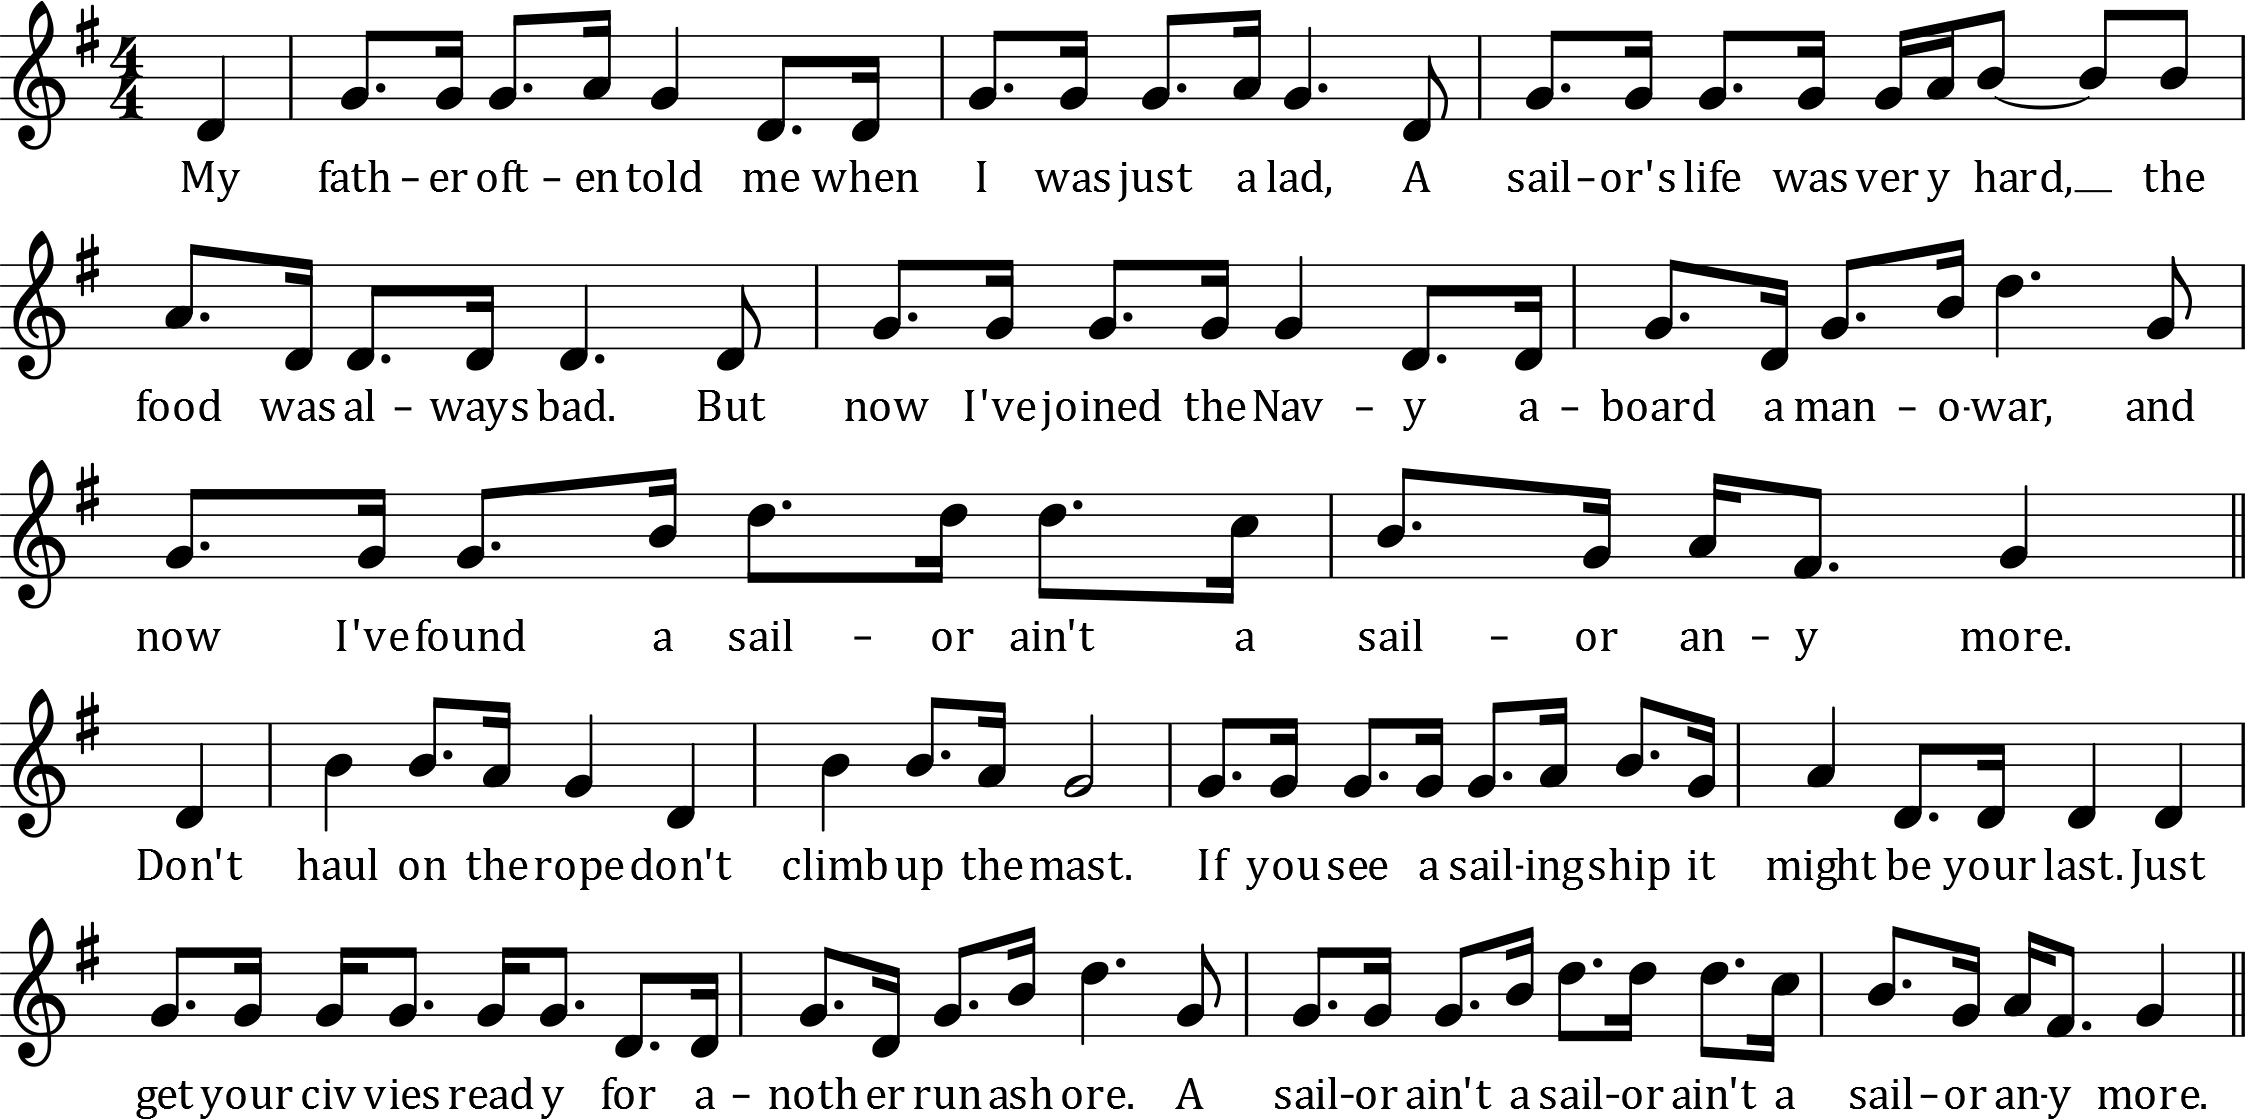 My fath-er oft-en told me when I was just a lad, A sail-or's life was ver y hard, the
food was al-ways bad. But now I've joined the Nav-y a-board a man-o-war, and
now I've found a sail-or ain't a sail-or an-y more.
Don't haul on the rope don't climb up the mast. If you see a sail-ing ship it might be your last. Just
get your civ vies read y for a-noth er run ash ore. A sail-or ain't a sail-or ain't a sail-or an-y more.